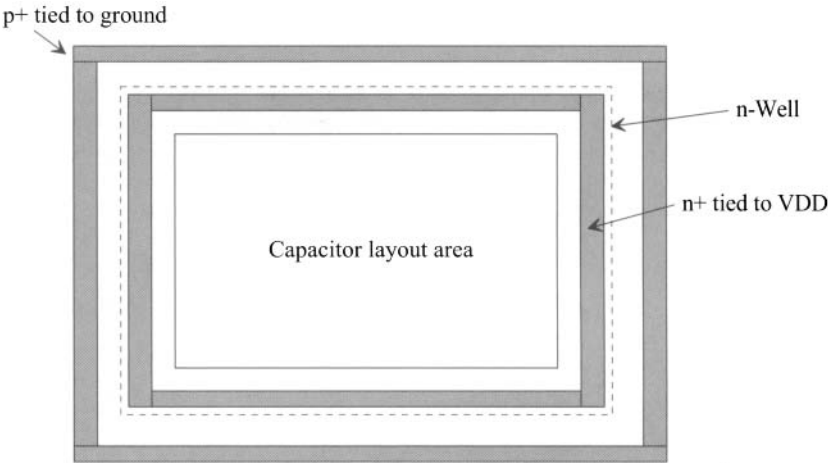 p+ tied to ground
n-Well
n+ tied to VDD
Capacitor layout area